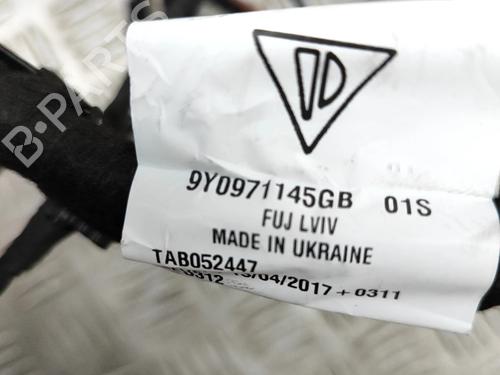 B-PARTS
9Y0971145GB 01S
FUJ LVIV
MADE IN UKRAINE
TAB052447
/04/2017 + 0311